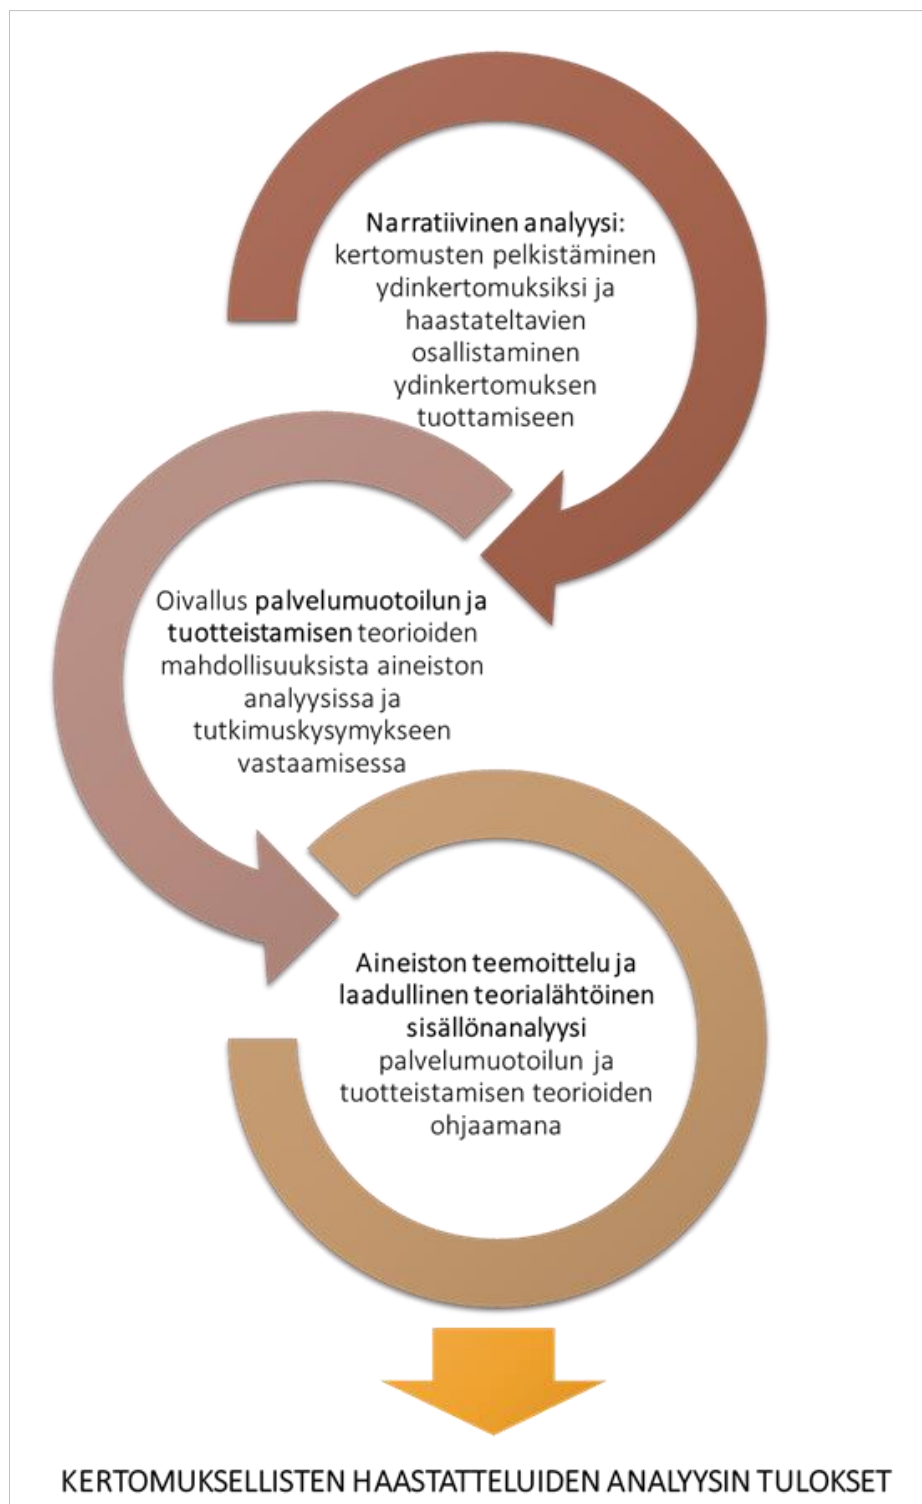 Narratiivinen analyysi:
kertomusten pelkistäminen
ydinkertomuksiksi ja
haastateltavien
osallistaminen
ydinkertomuksen
tuottamiseen
Oivallus palvelumuotoilun ja
tuotteistamisen teorioiden
mahdollisuuksista aineiston
analyysissa ja
tutkimuskysymykseen
vastaamisessa
Aineiston teemoittelu ja
laadullinen teorialähtöinen
sisällönanalyysi
palvelumuotoilun ja
tuotteistamisen teorioiden
ohjaamana
KERTOMUKSELLISTEN HAASTATTELUIDEN ANALYYSIN TULOKSET